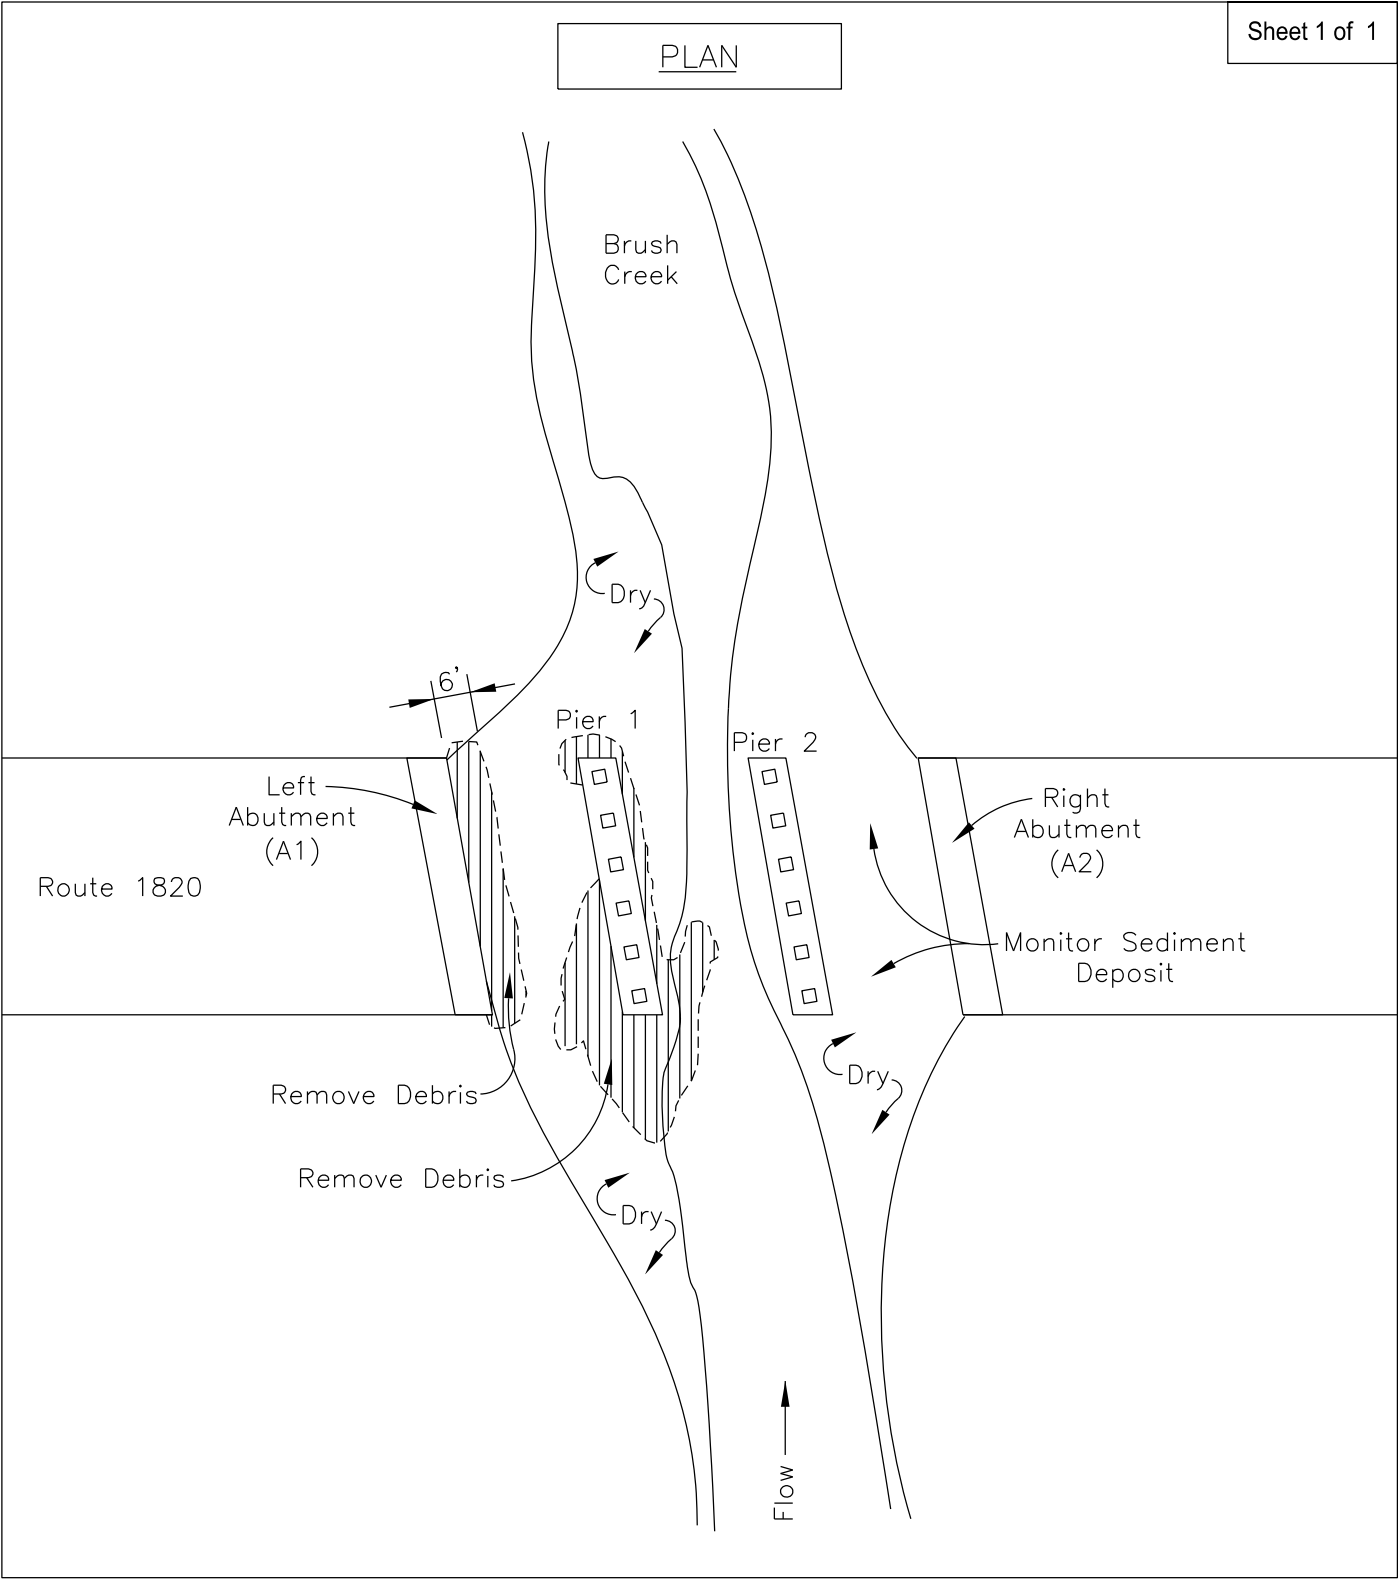 Sheet 1 of 1
PLAN
Brush
Creek
Dry
6'
Pier 1
Pier 2
Left
Abutment
(A1)
Right
Abutment
(A2)
Route 1820
Monitor Sediment
Deposit
Dry
Remove Debris
Remove Debris
Dry
Flow